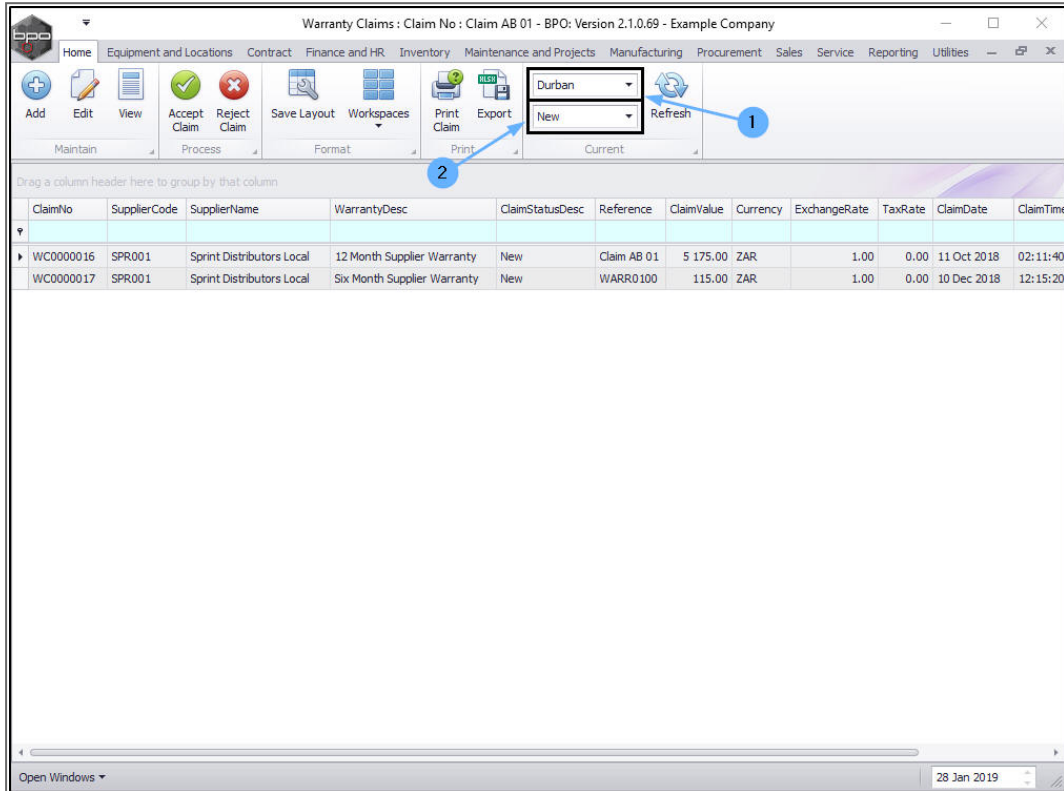 Warranty Claims : Claim No : Claim AB 01 - BPO: Version 2.1.0.69 - Example Company
bpo
Home Equipment and Locations Contract Finance and HR Inventory Maintenance and Projects Manufacturing Procurement Sales Service Reporting Utilities
Add Edit View Accept Claim Reject Claim Save Layout Workspaces Print Claim XLSX Export Durban New Refresh
1
Maintain Process Format Print Current
2
Drag a column header here to group by that column
ClaimNo SupplierCode SupplierName WarrantyDesc ClaimStatusDesc Reference ClaimValue Currency ExchangeRate TaxRate ClaimDate ClaimTime
WC0000016 SPR001 Sprint Distributors Local 12 Month Supplier Warranty New Claim AB 01 5 175.00 ZAR 1.00 0.00 11 Oct 2018 02:11:40
WC0000017 SPR001 Sprint Distributors Local Six Month Supplier Warranty New WARR0100 115.00 ZAR 1.00 0.00 10 Dec 2018 12:15:20
Open Windows 28 Jan 2019